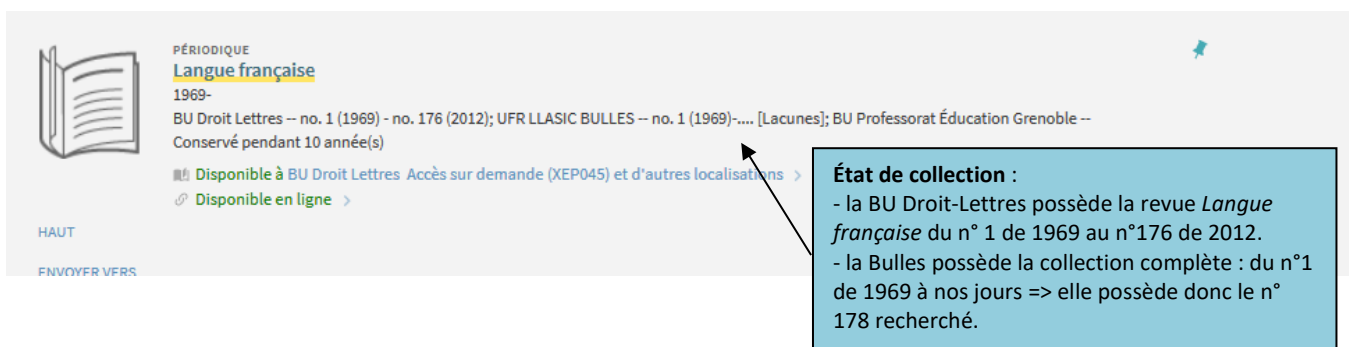 PÉRIODIQUE
Langue française
1969-
BU Droit Lettres -- no. 1 (1969) - no. 176 (2012); UFR LLASIC BULLES -- no. 1 (1969)-.... [Lacunes]; BU Professorat Éducation Grenoble --
Conservé pendant 10 année(s)
Disponible à BU Droit Lettres Accès sur demande (XEP045) et d'autres localisations >
Disponible en ligne >
HAUT
ENVOYER VERS
État de collection :
- la BU Droit-Lettres possède la revue Langue
française du n° 1 de 1969 au n°176 de 2012.
- la Bulles possède la collection complète : du n°1
de 1969 à nos jours => elle possède donc le n°
178 recherché.